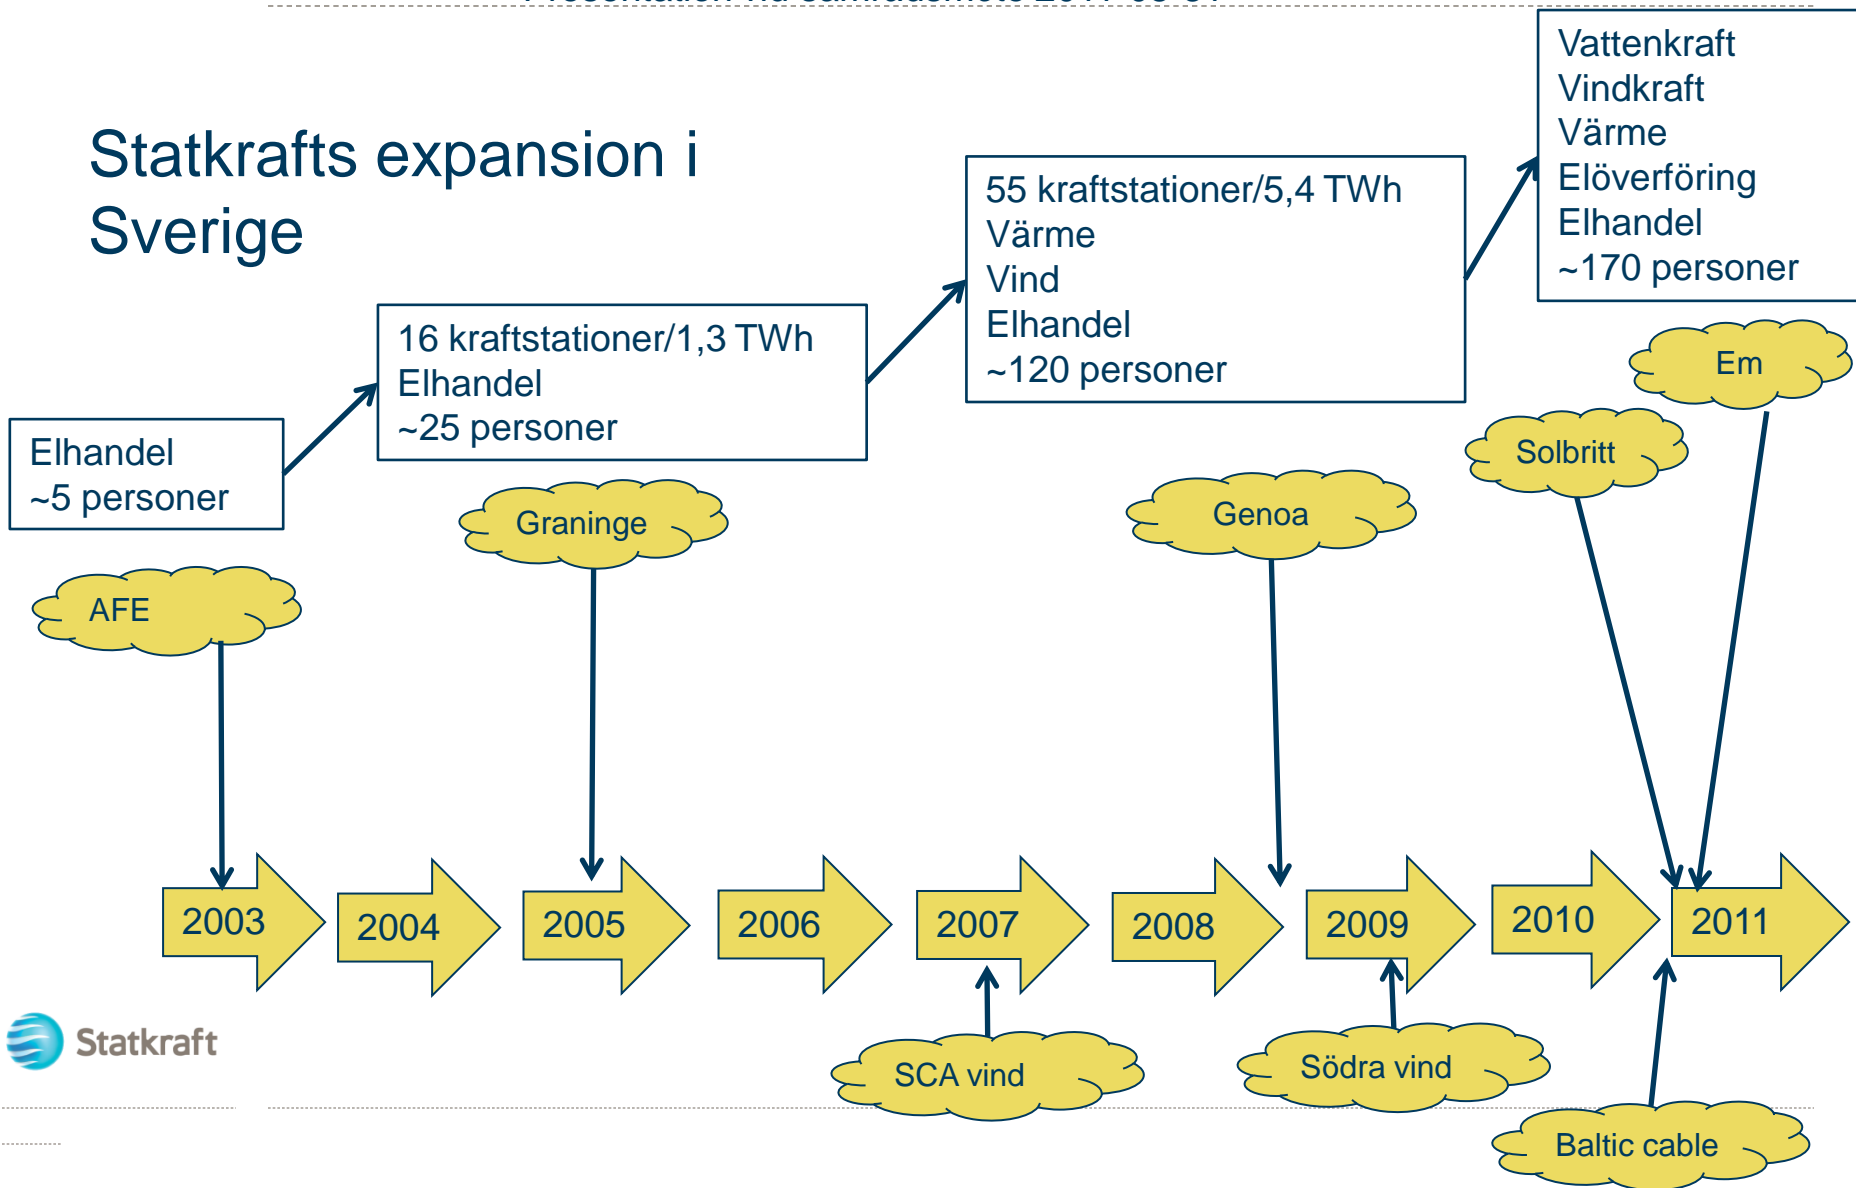 Statkrafts expansion i
Sverige
Elhandel
~5 personer
16 kraftstationer/1,3 TWh
Elhandel
~25 personer
55 kraftstationer/5,4 TWh
Värme
Vind
Elhandel
~120 personer
Vattenkraft
Vindkraft
Värme
Elöverföring
Elhandel
~170 personer
AFE
Graninge
Genoa
Solbritt
Em
2003
2004
2005
2006
2007
2008
2009
2010
2011
SCA vind
Södra vind
Baltic cable
Statkraft